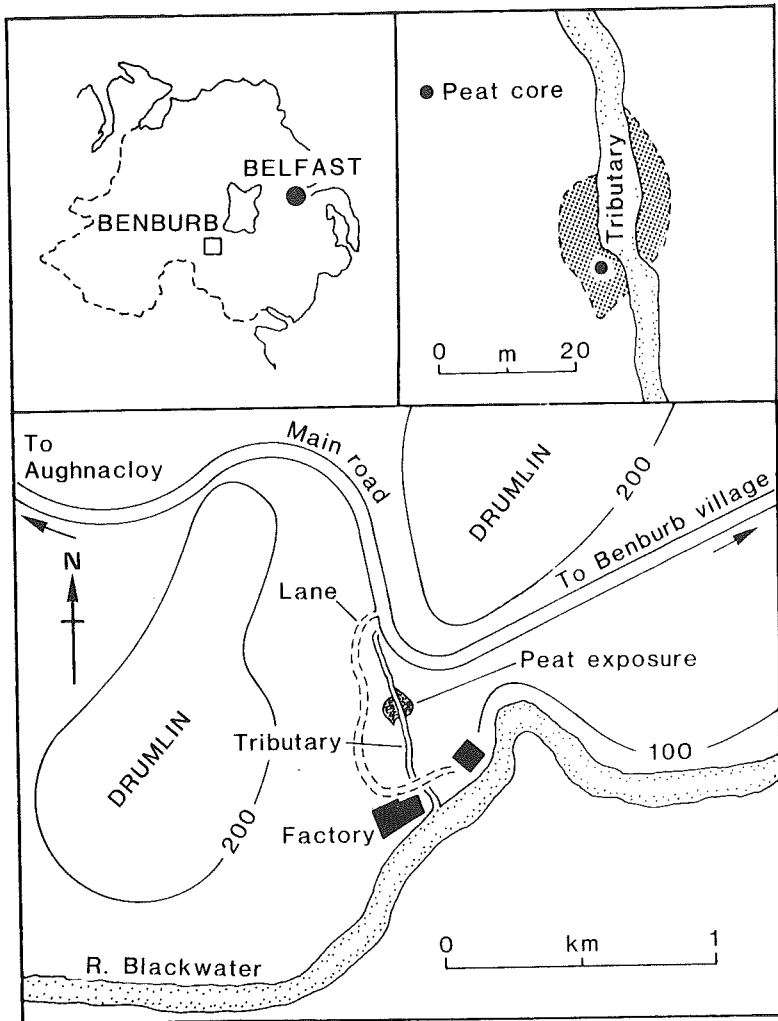 BELFAST
BENBURB
Peat core
Tributary
0 m 20
To
Aughnacloy
Main road
DRUMLIN
200
To Benburb village
N
Lane
Peat exposure
Tributary
DRUMLIN
200
100
Factory
0 km 1
R. Blackwater